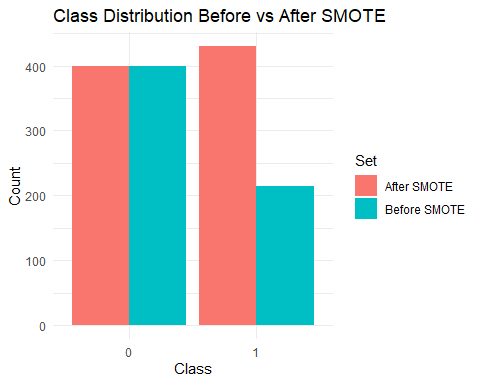 Class Distribution Before vs After SMOTE
Count
400
300
200
100
0
0 1
Class
Set
After SMOTE
Before SMOTE